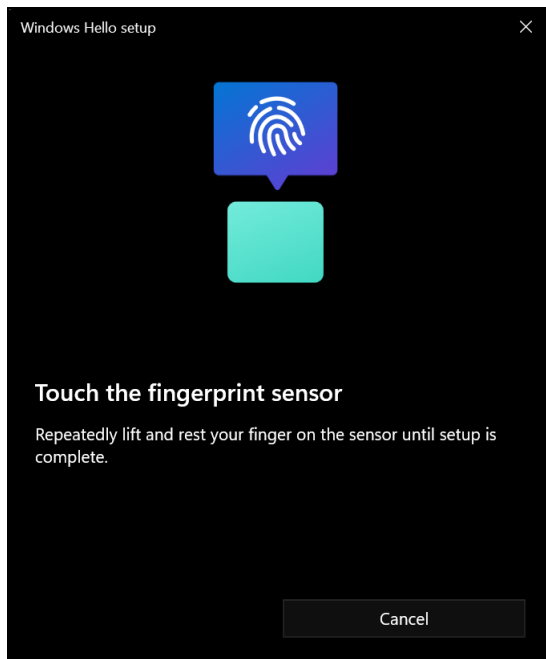 Windows Hello setup
Touch the fingerprint sensor
Repeatedly lift and rest your finger on the sensor until setup is
complete.
Cancel